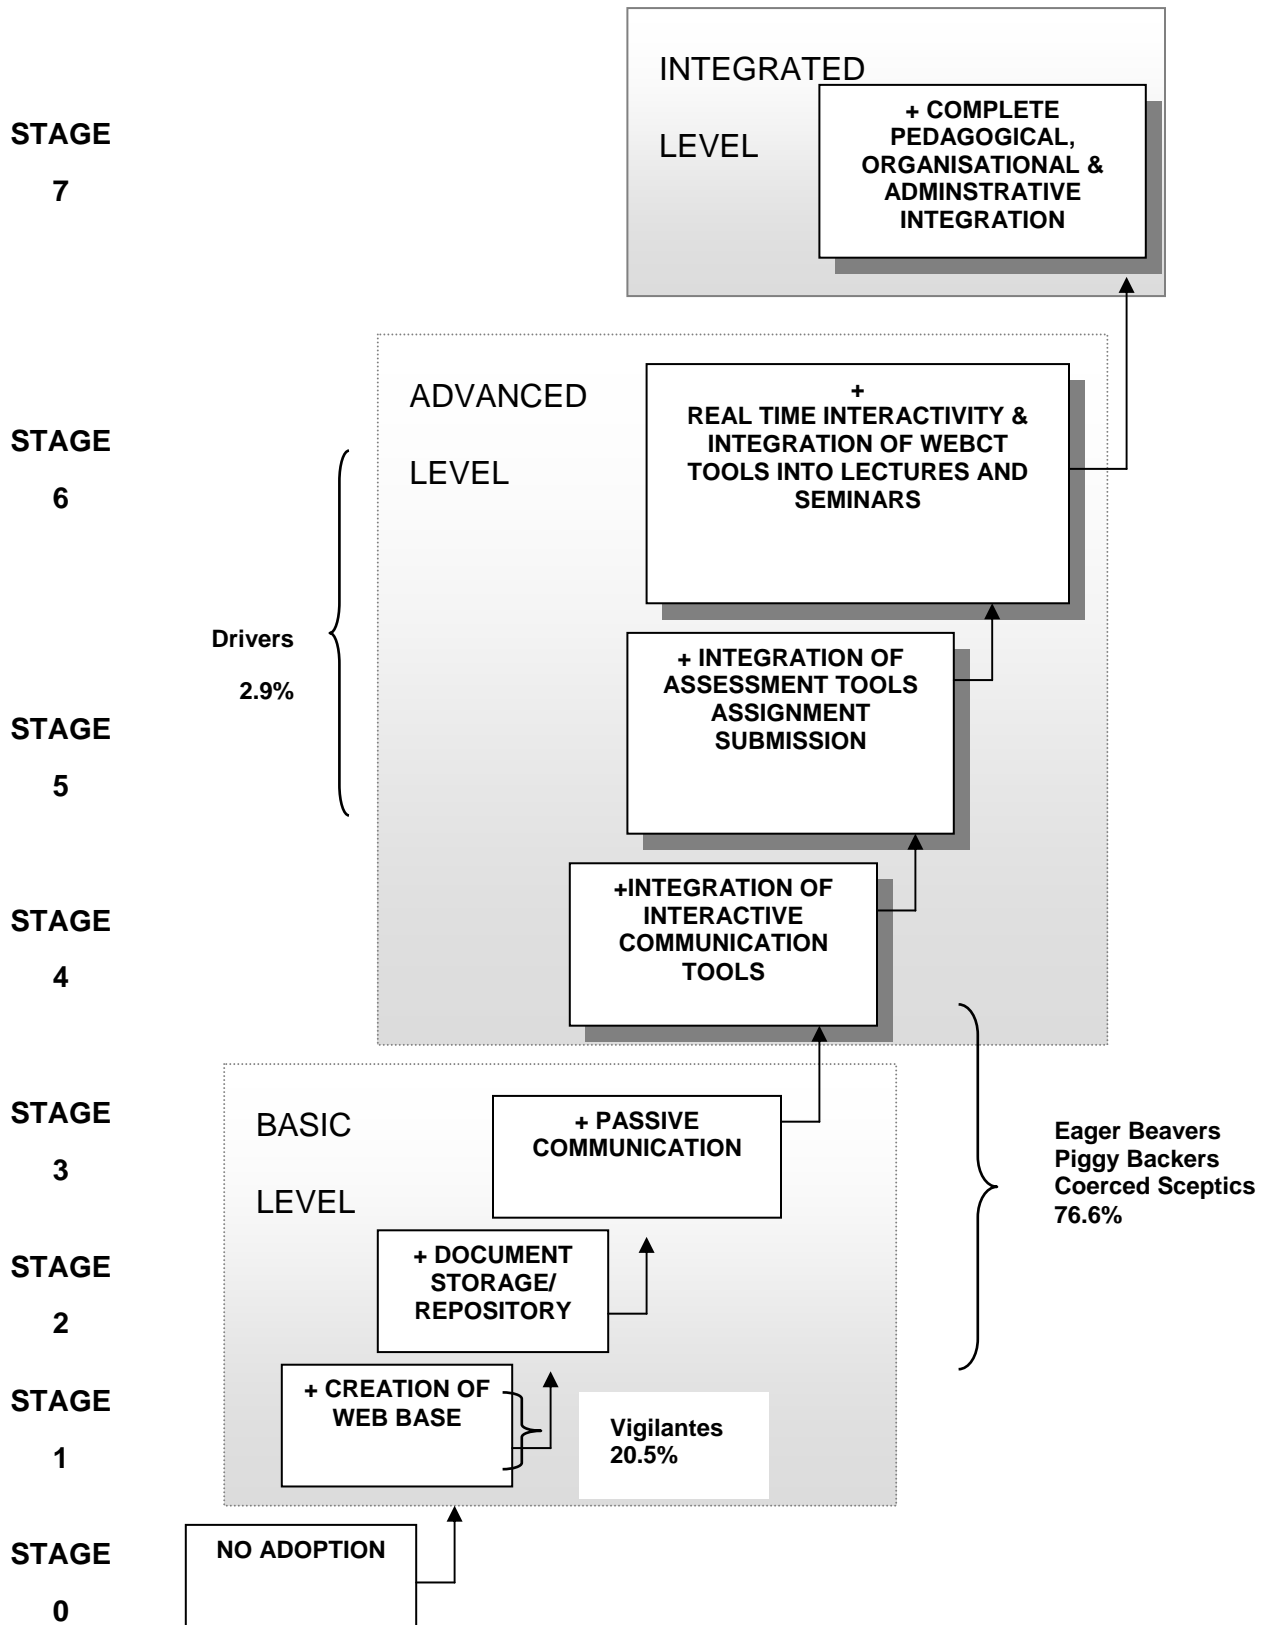 INTEGRATED
LEVEL
+ COMPLETE
PEDAGOGICAL,
ORGANISATIONAL &
ADMINSTRATIVE
INTEGRATION
STAGE
7
ADVANCED
LEVEL
+
REAL TIME INTERACTIVITY &
INTEGRATION OF WEBCT
TOOLS INTO LECTURES AND
SEMINARS
STAGE
6
Drivers
2.9%
+ INTEGRATION OF
ASSESSMENT TOOLS
ASSIGNMENT
SUBMISSION
STAGE
5
+INTEGRATION OF
INTERACTIVE
COMMUNICATION
TOOLS
STAGE
4
BASIC
LEVEL
+ PASSIVE
COMMUNICATION
STAGE
3
Eager Beavers
Piggy Backers
Coerced Sceptics
76.6%
+ DOCUMENT
STORAGE/
REPOSITORY
STAGE
2
+ CREATION OF
WEB BASE
STAGE
1
Vigilantes
20.5%
NO ADOPTION
STAGE
0